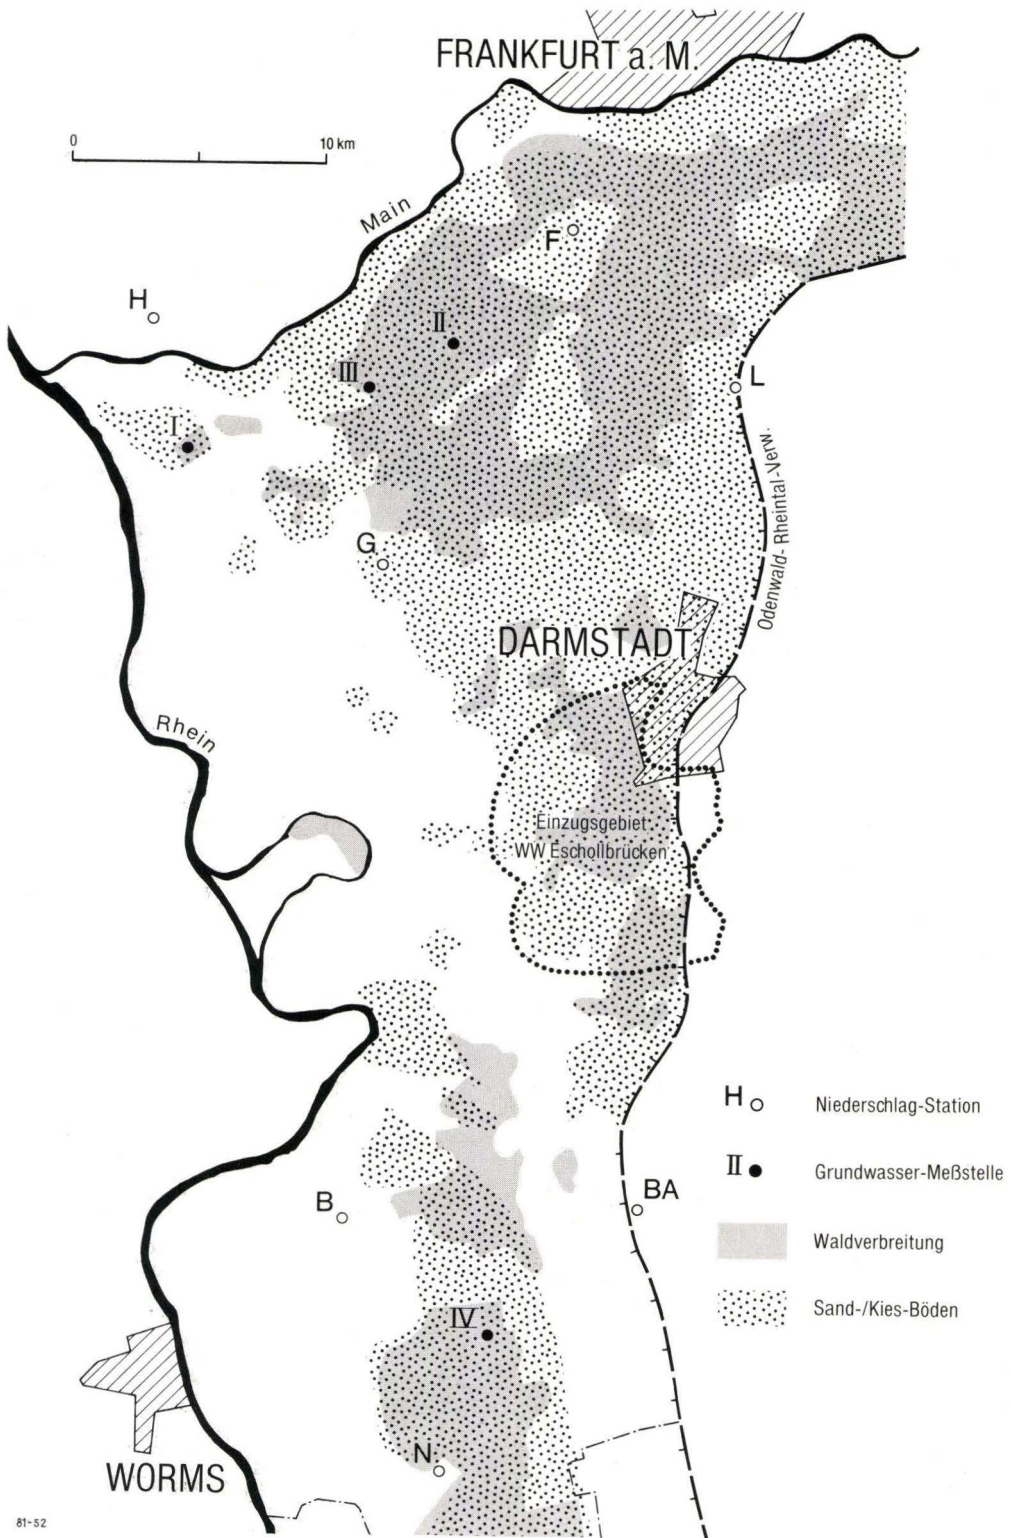 FRANKFURT a. M.
0 10 km
Main
F
H
II
III
L
I
Odenwald-Rheintal-Verw.
G
DARMSTADT
Rhein
Einzugsgebiet
WW Eschollbrücken
H Niederschlag-Station
II Grundwasser-Meßstelle
BA
B
Waldverbreitung
Sand-/Kies-Böden
IV
N
WORMS
81-52